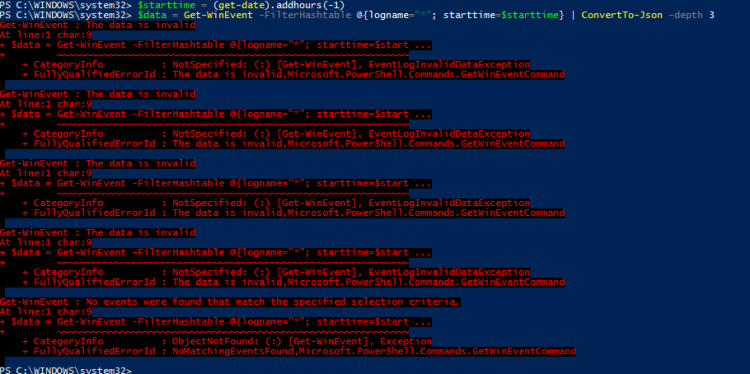 PS C:\WINDOWS\system32> $starttime = (get-date).addhours(-1)
PS C:\WINDOWS\system32> $data = Get-WinEvent -FilterHashtable @{logname="*"; starttime=$starttime} | ConvertTo-Json -depth 3
Get-WinEvent : The data is invalid
At line:1 char:9
+ $data = Get-WinEvent -FilterHashtable @{logname="*"; starttime=$start ...
+         ~~~~~~~~~~~~~~~~~~~~~~~~~~~~~~~~~~~~~~~~~~~~~~~~~~~~~~~~~
    + CategoryInfo          : NotSpecified: (:) [Get-WinEvent], EventLogInvalidDataException
    + FullyQualifiedErrorId : The data is invalid,Microsoft.PowerShell.Commands.GetWinEventCommand
Get-WinEvent : The data is invalid
At line:1 char:9
+ $data = Get-WinEvent -FilterHashtable @{logname="*"; starttime=$start ...
+         ~~~~~~~~~~~~~~~~~~~~~~~~~~~~~~~~~~~~~~~~~~~~~~~~~~~~~~~~~
    + CategoryInfo          : NotSpecified: (:) [Get-WinEvent], EventLogInvalidDataException
    + FullyQualifiedErrorId : The data is invalid,Microsoft.PowerShell.Commands.GetWinEventCommand
Get-WinEvent : The data is invalid
At line:1 char:9
+ $data = Get-WinEvent -FilterHashtable @{logname="*"; starttime=$start ...
+         ~~~~~~~~~~~~~~~~~~~~~~~~~~~~~~~~~~~~~~~~~~~~~~~~~~~~~~~~~
    + CategoryInfo          : NotSpecified: (:) [Get-WinEvent], EventLogInvalidDataException
    + FullyQualifiedErrorId : The data is invalid,Microsoft.PowerShell.Commands.GetWinEventCommand
Get-WinEvent : The data is invalid
At line:1 char:9
+ $data = Get-WinEvent -FilterHashtable @{logname="*"; starttime=$start ...
+         ~~~~~~~~~~~~~~~~~~~~~~~~~~~~~~~~~~~~~~~~~~~~~~~~~~~~~~~~~
    + CategoryInfo          : NotSpecified: (:) [Get-WinEvent], EventLogInvalidDataException
    + FullyQualifiedErrorId : The data is invalid,Microsoft.PowerShell.Commands.GetWinEventCommand
Get-WinEvent : No events were found that match the specified selection criteria.
At line:1 char:9
+ $data = Get-WinEvent -FilterHashtable @{logname="*"; starttime=$start ...
+         ~~~~~~~~~~~~~~~~~~~~~~~~~~~~~~~~~~~~~~~~~~~~~~~~~~~~~~~~~
    + CategoryInfo          : ObjectNotFound: (:) [Get-WinEvent], Exception
    + FullyQualifiedErrorId : NoMatchingEventsFound,Microsoft.PowerShell.Commands.GetWinEventCommand
PS C:\WINDOWS\system32>